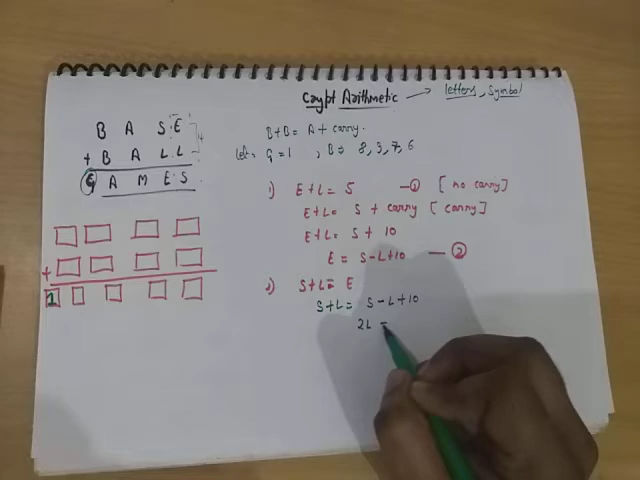 Crypt Arithmetic → letters, Symbol
B A S E
+ B A L L
G A M E S
B+B = A + carry.
Let = G = 1 , B = 8, 9, 7, 6
1) E+L = S — ① [no carry]
E+L = S + carry [carry]
E+L = S + 10
E = S-L+10 — ②
2) S+L = E
S+L = S-L+10
2L =
+
1